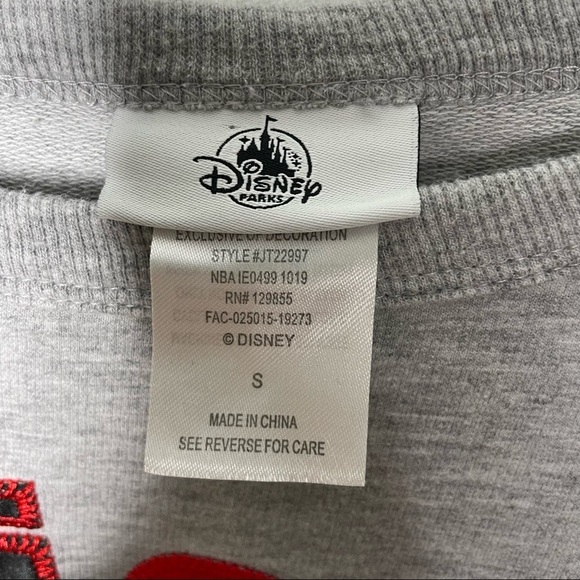 Disney
PARKS
EXCLUSIVE OF DECORATION
STYLE #JT22997
NBA IE0499 1019
RN# 129855
FAC-025015-19273
© DISNEY
S
MADE IN CHINA
SEE REVERSE FOR CARE